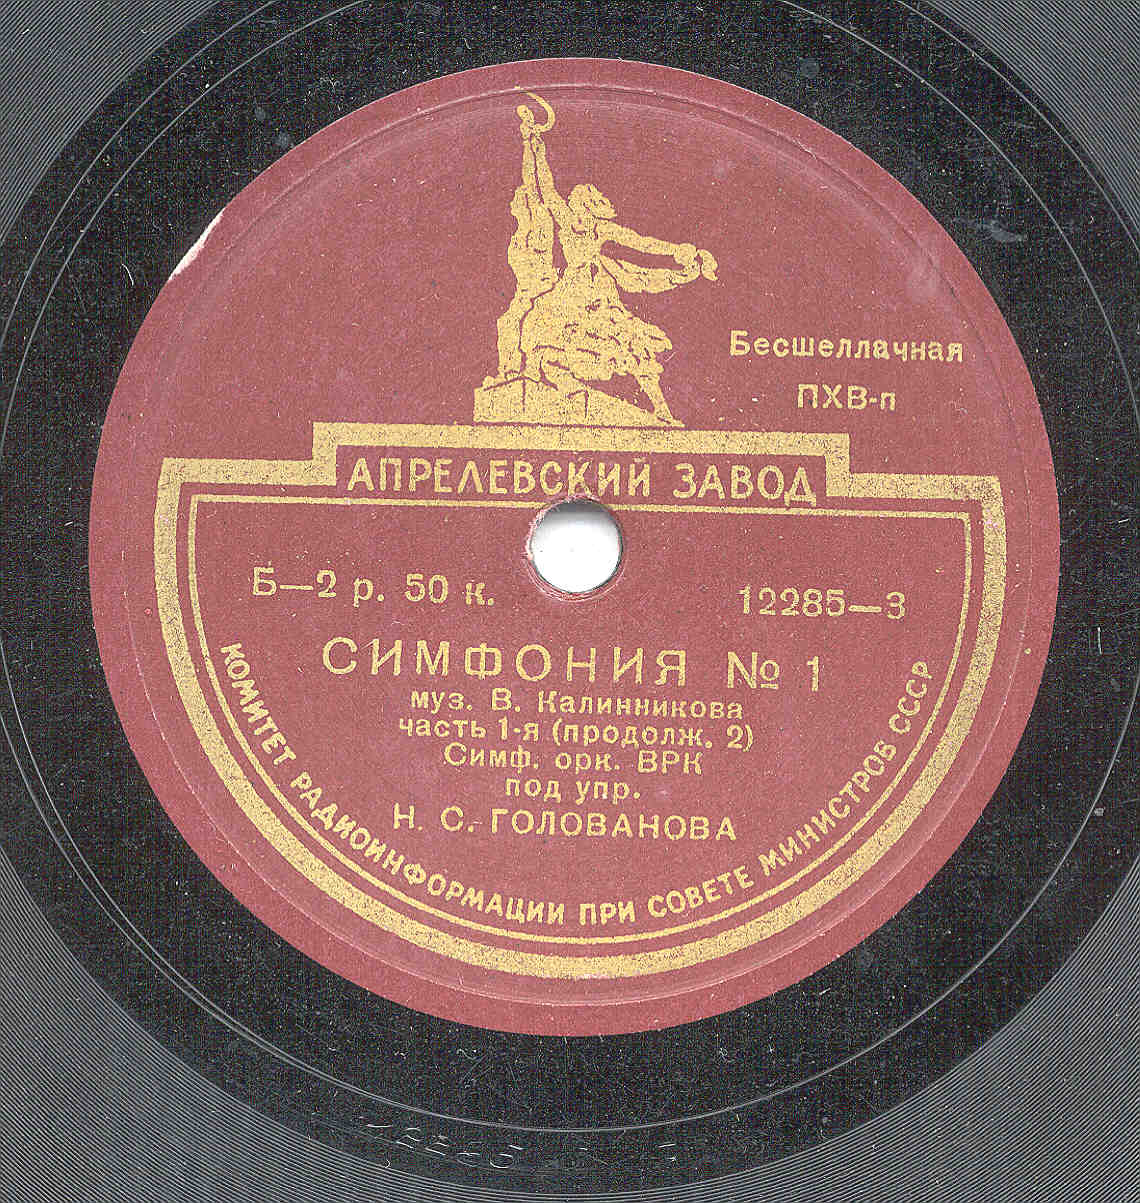 Бесшеллачная
ПХВ-п
АПРЕЛЕВСКИЙ ЗАВОД
Б—2 р. 50 к.
12285—3
СИМФОНИЯ № 1
муз. В. Калинникова
часть 1-я (продолж. 2)
Симф. орк. ВРК
под упр.
Н. С. ГОЛОВАНОВА
КОМИТЕТ РАДИОИНФОРМАЦИИ ПРИ СОВЕТЕ МИНИСТРОВ СССР